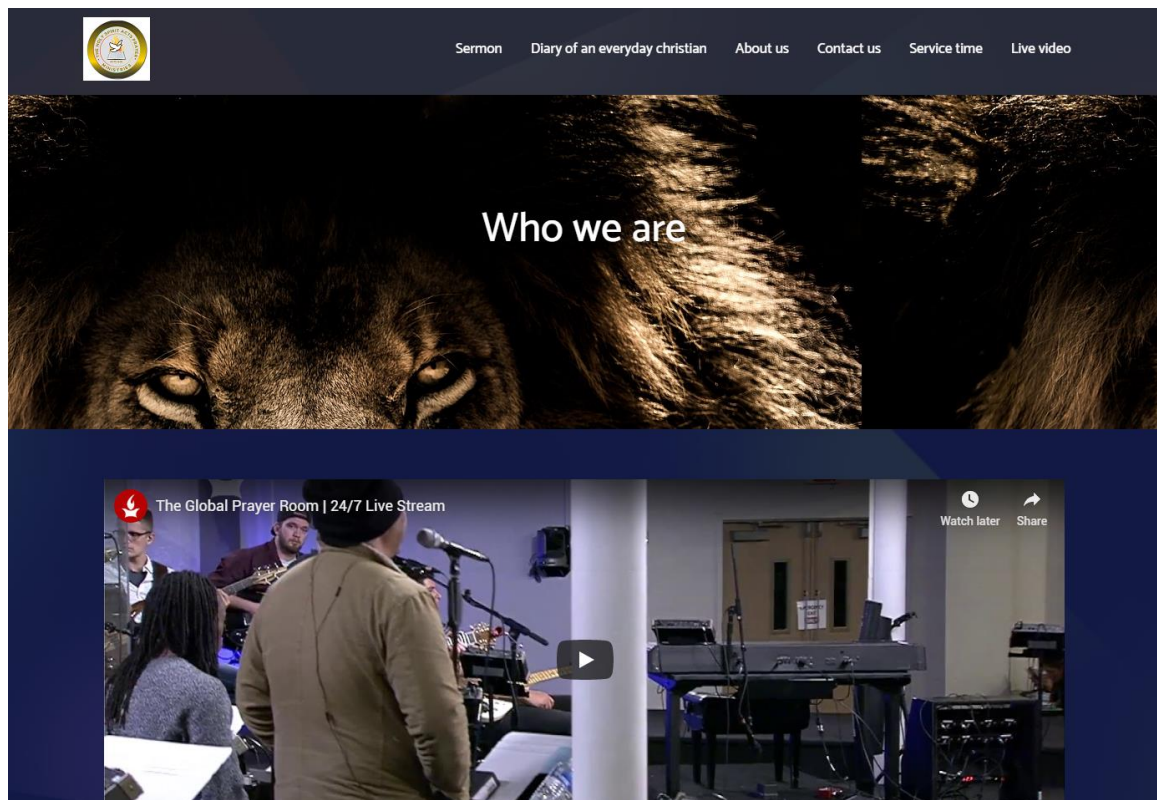 Sermon
Diary of an everyday christian
About us
Contact us
Service time
Live video
Who we are
The Global Prayer Room | 24/7 Live Stream
Watch later
Share